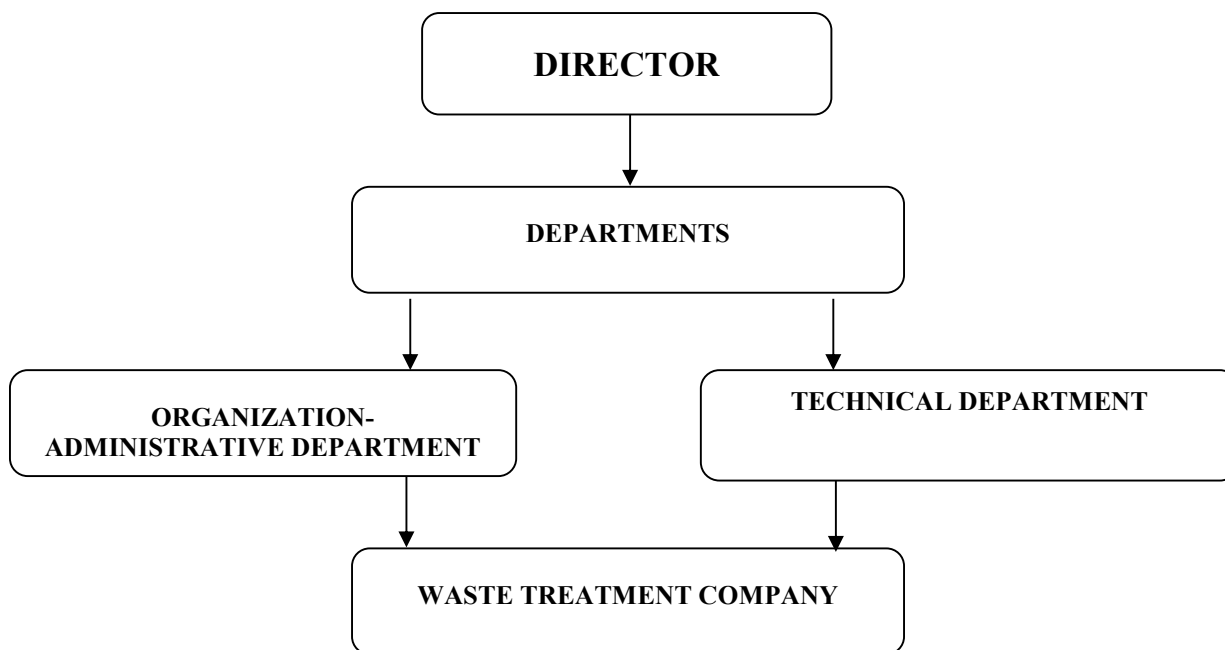 DIRECTOR
DEPARTMENTS
ORGANIZATION-
ADMINISTRATIVE DEPARTMENT
TECHNICAL DEPARTMENT
WASTE TREATMENT COMPANY